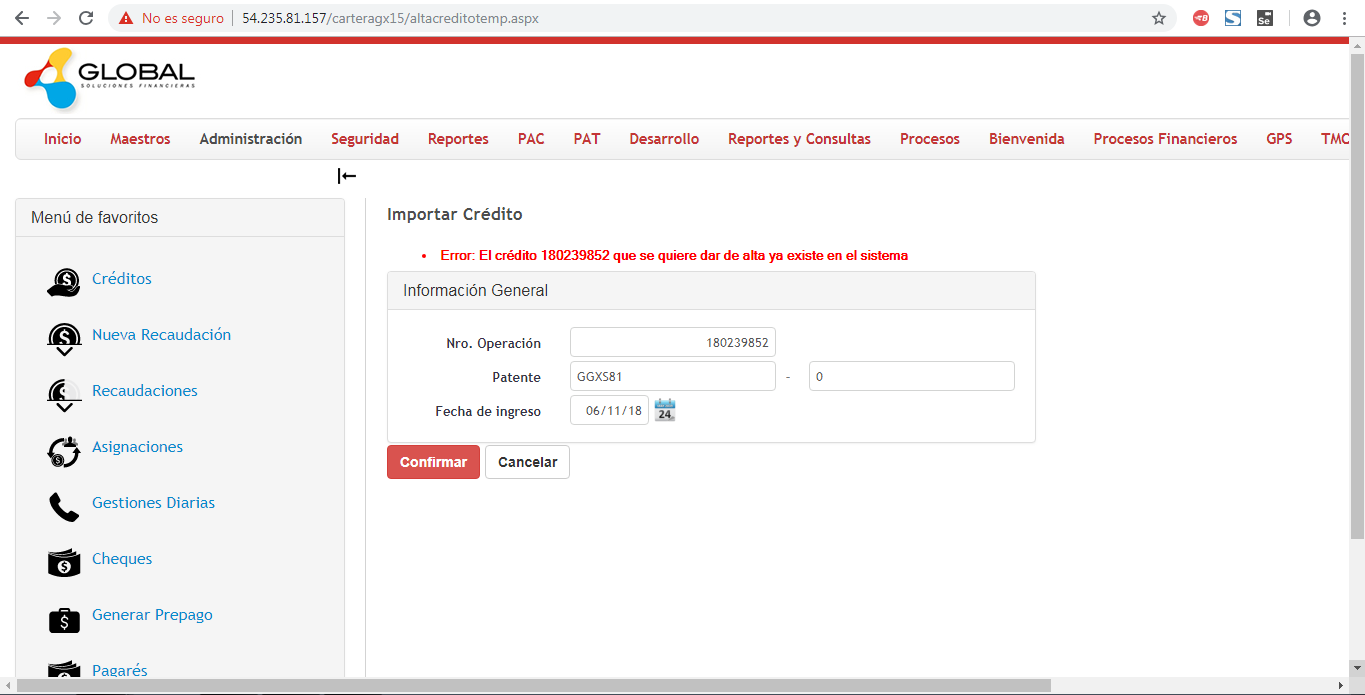 No es seguro 54.235.81.157/carteragx15/altacreditotemp.aspx
GLOBAL
SOLUCIONES FINANCIERAS
Inicio Maestros Administración Seguridad Reportes PAC PAT Desarrollo Reportes y Consultas Procesos Bienvenida Procesos Financieros GPS
Menú de favoritos
Créditos
Nueva Recaudación
Recaudaciones
Asignaciones
Gestiones Diarias
Cheques
Generar Prepago
Pagarés
Importar Crédito
Error: El crédito 180239852 que se quiere dar de alta ya existe en el sistema
Información General
Nro. Operación 180239852
Patente GGXS81 - 0
Fecha de ingreso 06/11/18 24
Confirmar Cancelar